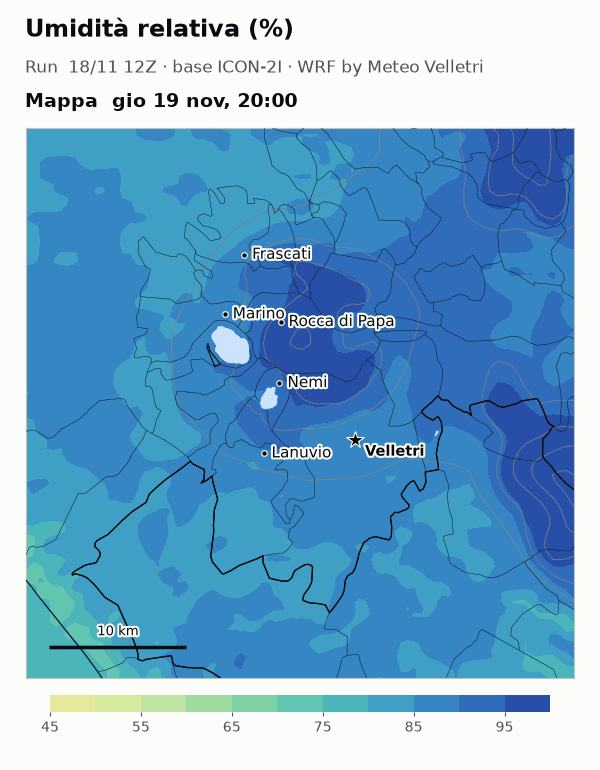 Umidità relativa (%)
Run  18/11 12Z · base ICON-2I · WRF by Meteo Velletri
Mappa  gio 19 nov, 20:00
Frascati
Marino
Rocca di Papa
Nemi
Velletri
Lanuvio
10 km
45 55 65 75 85 95